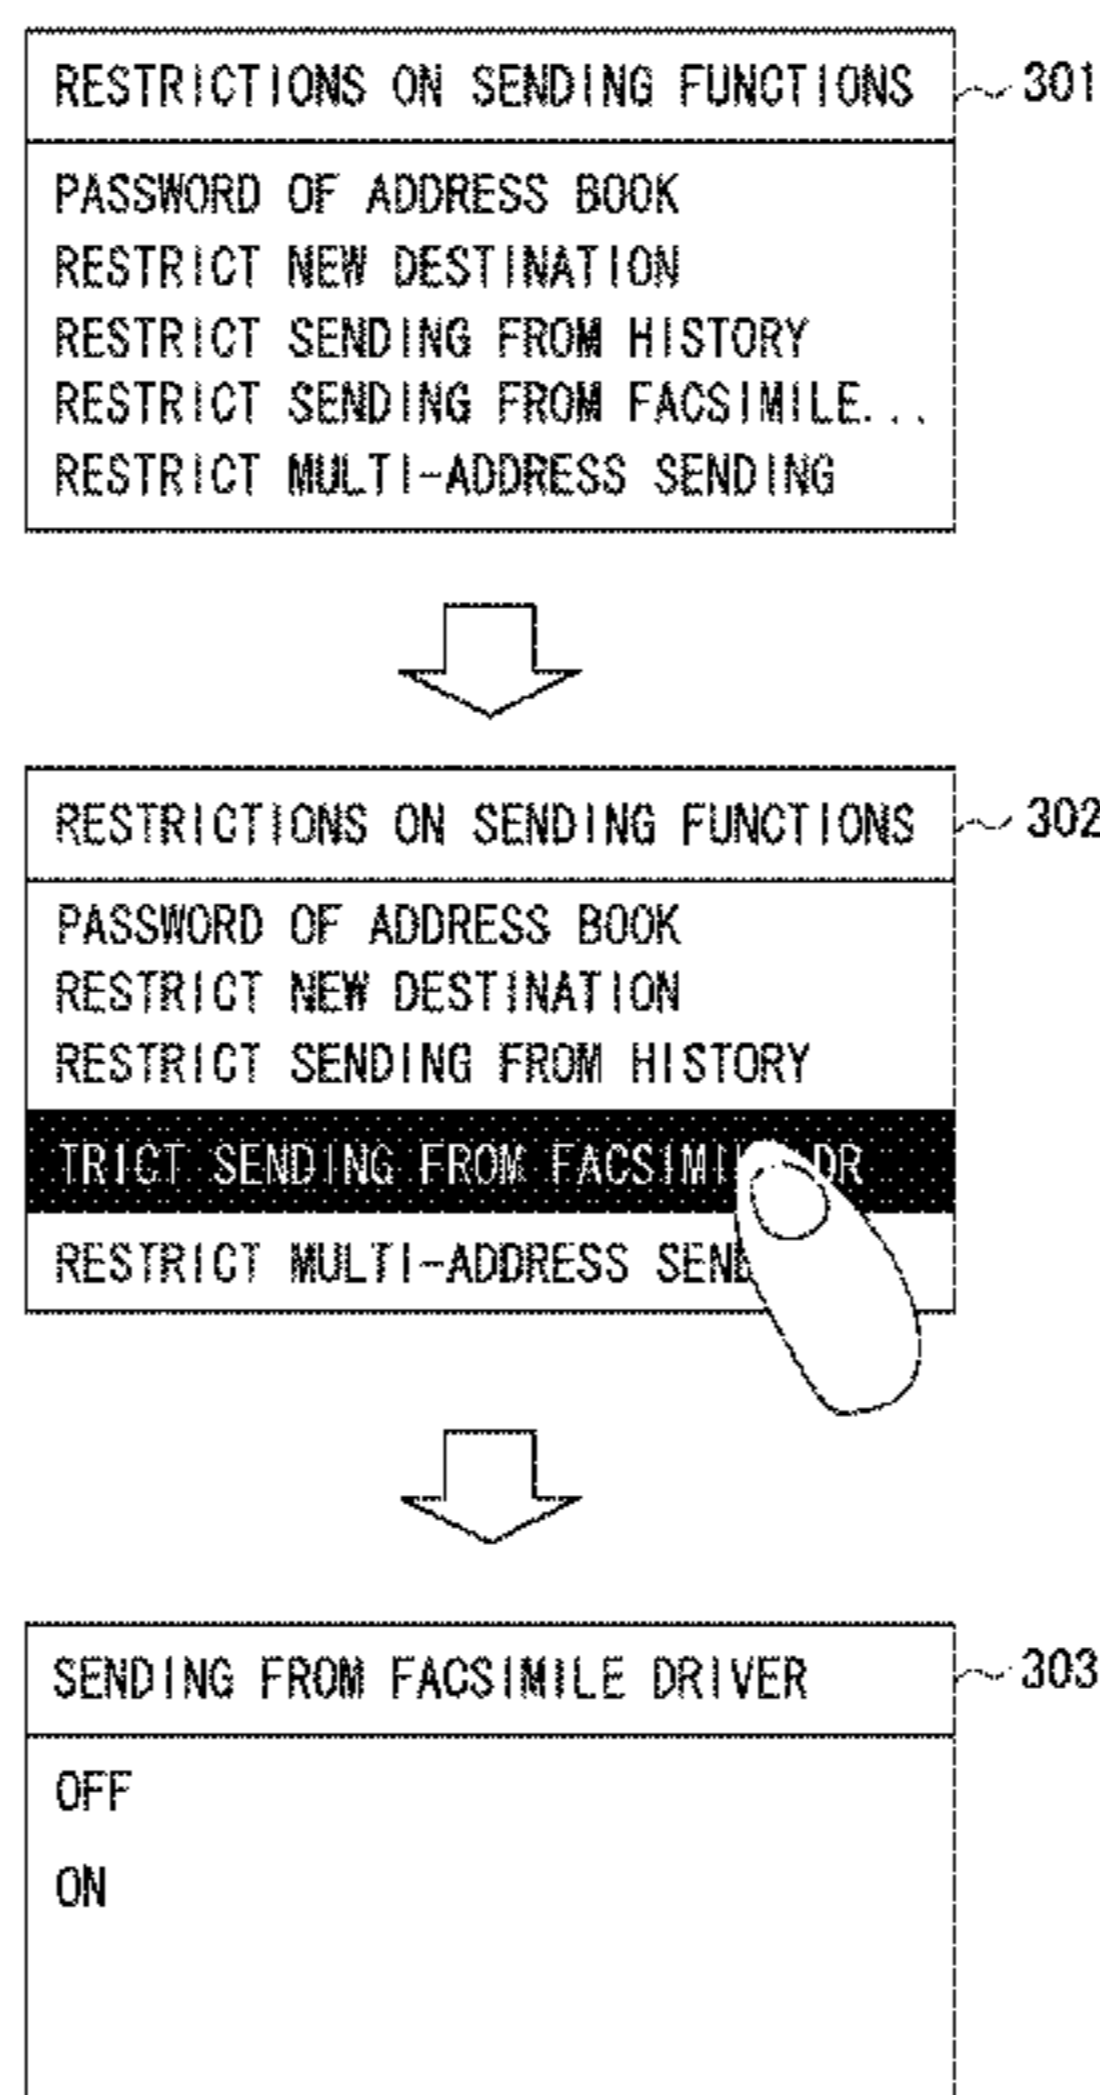 RESTRICTIONS ON SENDING FUNCTIONS
301
PASSWORD OF ADDRESS BOOK
RESTRICT NEW DESTINATION
RESTRICT SENDING FROM HISTORY
RESTRICT SENDING FROM FACSIMILE...
RESTRICT MULTI-ADDRESS SENDING
RESTRICTIONS ON SENDING FUNCTIONS
302
PASSWORD OF ADDRESS BOOK
RESTRICT NEW DESTINATION
RESTRICT SENDING FROM HISTORY
TRICT SENDING FROM FACSIMI DR
RESTRICT MULTI-ADDRESS SEN
SENDING FROM FACSIMILE DRIVER
303
OFF
ON